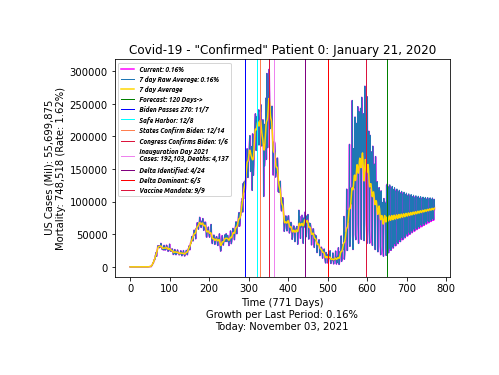 Covid-19 - "Confirmed" Patient 0: January 21, 2020
US Cases (Mil): 55,699,875
Mortality: 748,518 (Rate: 1.62%)
300000
250000
200000
150000
100000
50000
0
Current: 0.16%
7 day Raw Average: 0.16%
7 day Average
Forecast: 120 Days->
Biden Passes 270: 11/7
Safe Harbor: 12/8
States Confirm Biden: 12/14
Congress Confirms Biden: 1/6
Inauguration Day 2021
Cases: 192,103, Deaths: 4,137
Delta Identified: 4/24
Delta Dominant: 6/5
Vaccine Mandate: 9/9
0 100 200 300 400 500 600 700 800
Time (771 Days)
Growth per Last Period: 0.16%
Today: November 03, 2021